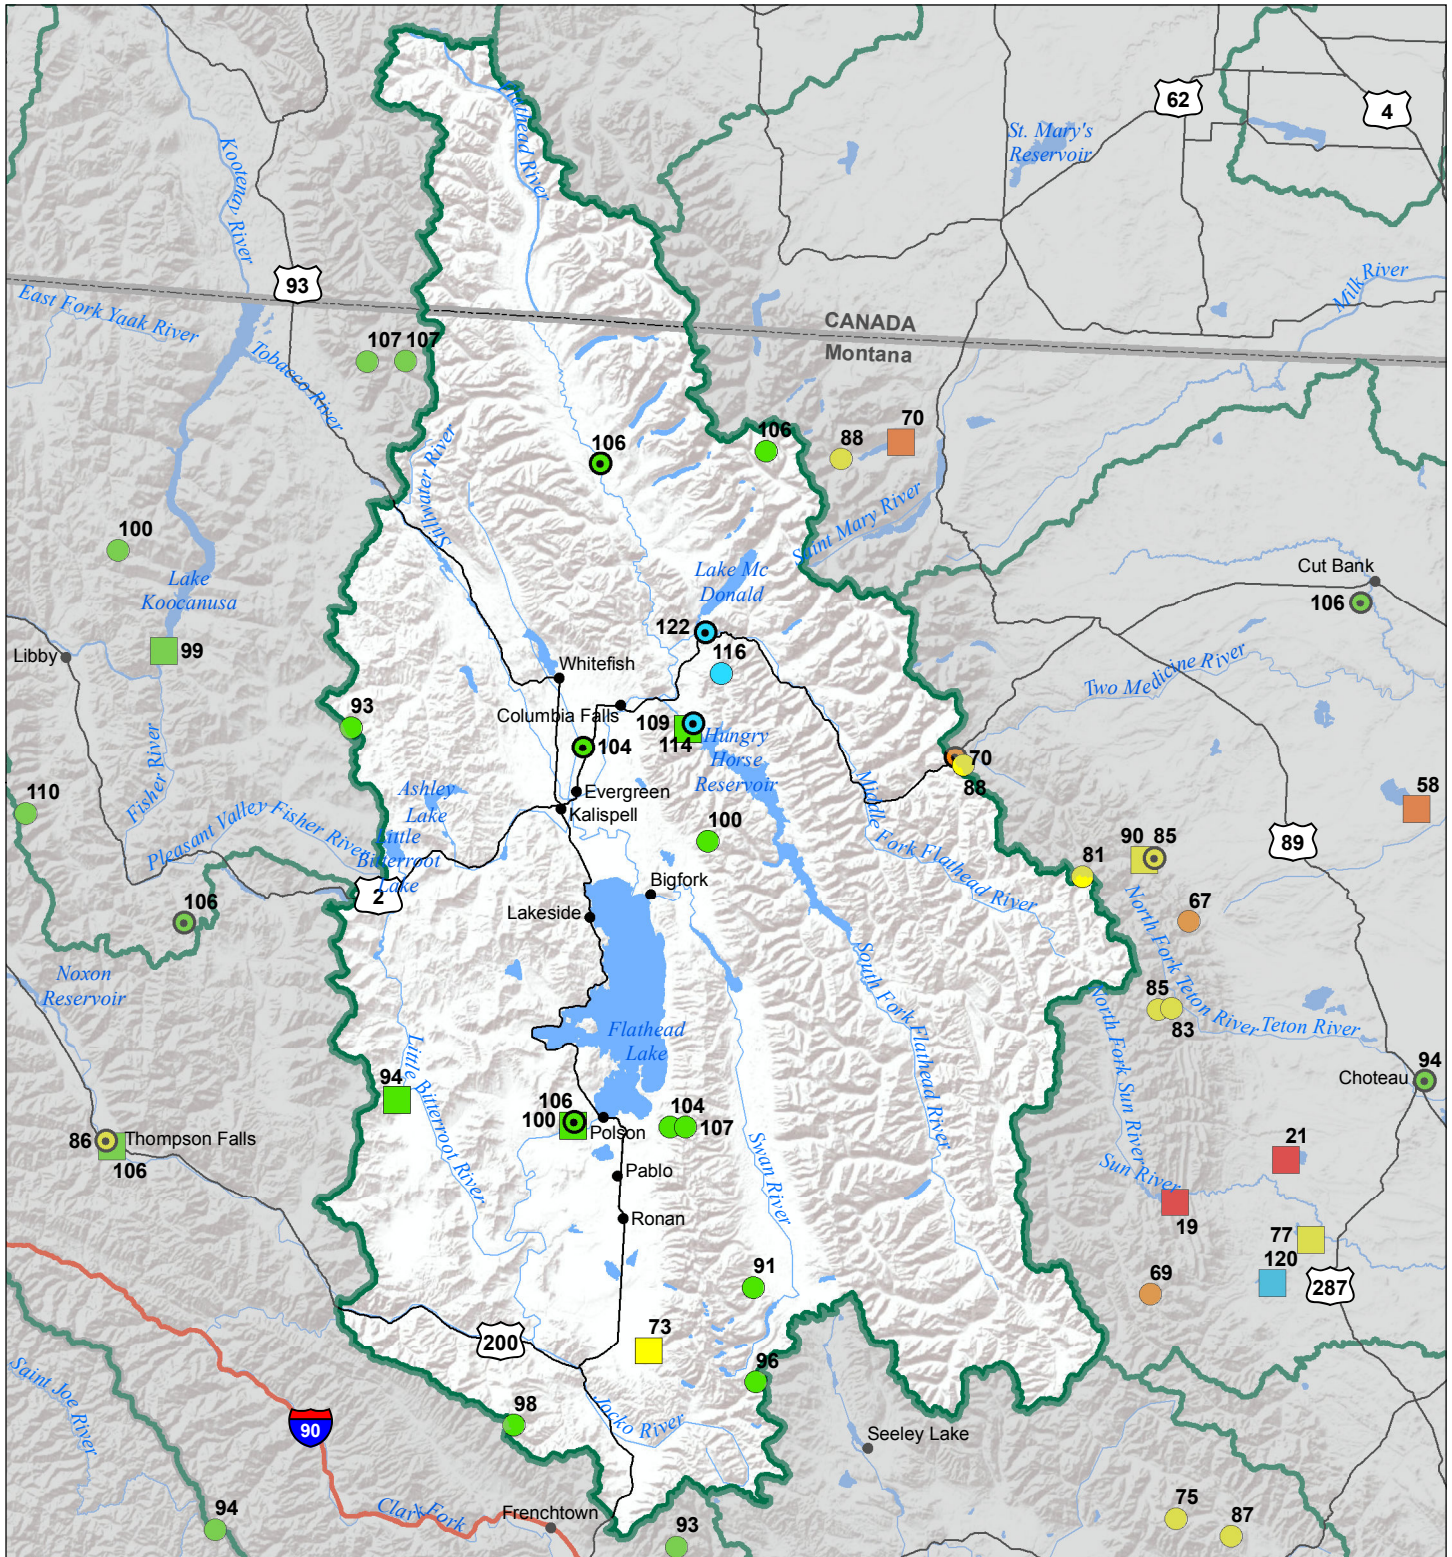 62
4
St. Mary's
Reservoir
Flathead River
Kootenay River
93
Milk River
East Fork Yaak River
CANADA
Montana
Tobacco River
107
107
106
106
88
70
Stillwater River
Saint Mary River
100
Lake
Koocanusa
Lake Mc
Donald
Cut Bank
106
122
99
Libby
Whitefish
116
Two Medicine River
93
Columbia Falls
109
114
104
Hungry
Horse
Reservoir
70
88
Fisher River
Ashley
Lake
Evergreen
Kalispell
58
110
Pleasant Valley Fisher River
Little
Bitterroot
Lake
100
Middle Fork Flathead River
89
90
85
81
2
Bigfork
Lakeside
106
67
North Fork Teton River
Noxon
Reservoir
South Fork Flathead River
North Fork Sun River
85
83
Teton River
Flathead
Lake
Little Bitterroot River
94
94
Choteau
106
100
Polson
104
107
86
Thompson Falls
106
Swan River
Pablo
21
Sun River
19
Ronan
77
120
287
69
91
200
73
96
Saint Joe River
98
Jocko River
90
Seeley Lake
Clark Fork
Frenchtown
94
93
75
87